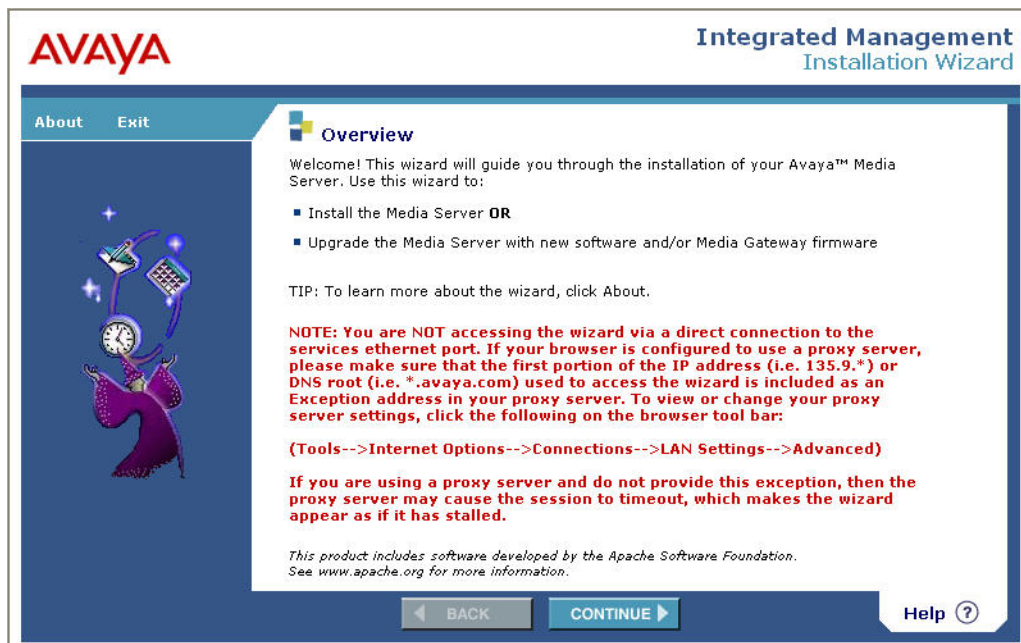 AVAYA
Integrated Management
Installation Wizard
About Exit
Overview
Welcome! This wizard will guide you through the installation of your Avaya™ Media
Server. Use this wizard to:
Install the Media Server OR
Upgrade the Media Server with new software and/or Media Gateway firmware
TIP: To learn more about the wizard, click About.
NOTE: You are NOT accessing the wizard via a direct connection to the
services ethernet port. If your browser is configured to use a proxy server,
please make sure that the first portion of the IP address (i.e. 135.9.*) or
DNS root (i.e. *.avaya.com) used to access the wizard is included as an
Exception address in your proxy server. To view or change your proxy
server settings, click the following on the browser tool bar:
(Tools-->Internet Options-->Connections-->LAN Settings-->Advanced)
If you are using a proxy server and do not provide this exception, then the
proxy server may cause the session to timeout, which makes the wizard
appear as if it has stalled.
This product includes software developed by the Apache Software Foundation.
See www.apache.org for more information.
BACK CONTINUE
Help ?